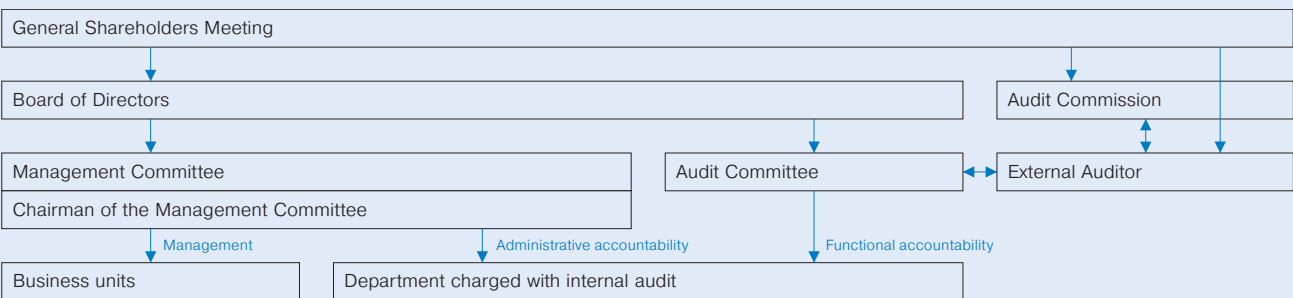 General Shareholders Meeting
Board of Directors
Audit Commission
Management Committee
Audit Committee
External Auditor
Chairman of the Management Committee
Management
Administrative accountability
Functional accountability
Business units
Department charged with internal audit